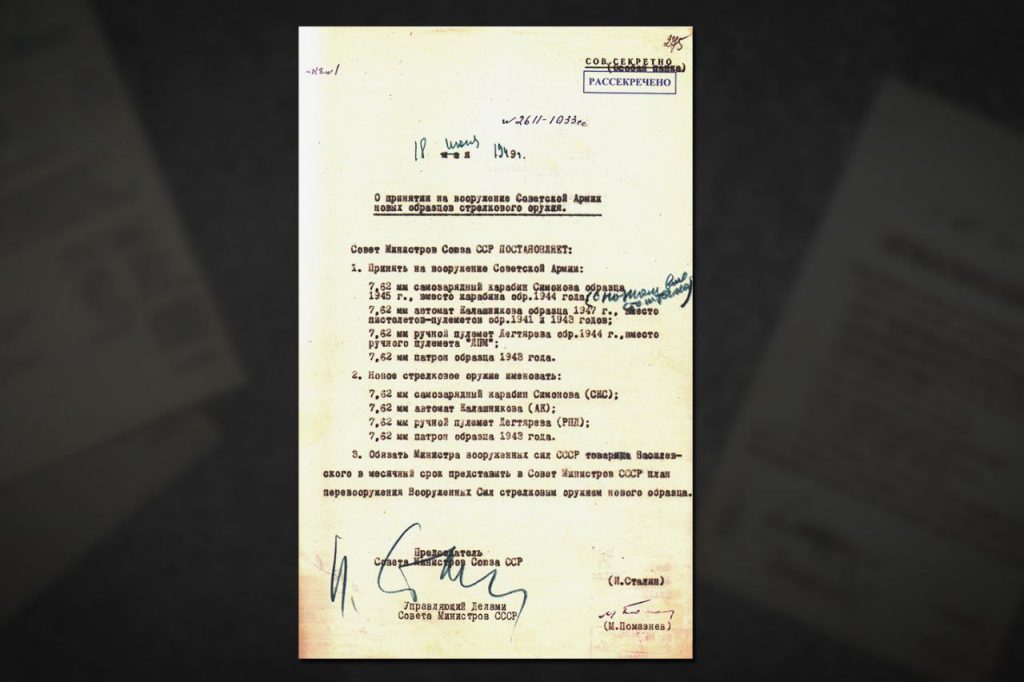 275
СОВ.СЕКРЕТНО
(Особая папка)
РАССЕКРЕЧЕНО
№ 2611-1033сс
18 июня 1949г.
мая
О принятии на вооружение Советской Армии
новых образцов стрелкового оружия.
Совет Министров Союза ССР ПОСТАНОВЛЯЕТ:
1. Принять на вооружение Советской Армии:
7,62 мм самозарядный карабин Симонова образца
1945 г., вместо карабина обр.1944 года
7,62 мм автомат Калашникова образца 1947 г., вместо
пистолетов-пулеметов обр.1941 и 1943 годов;
7,62 мм ручной пулемет Дегтярева обр.1944 г.,вместо
ручного пулемета "ДПМ";
7,62 мм патрон образца 1943 года.
2. Новое стрелковое оружие именовать:
7,62 мм самозарядный карабин Симонова (СКС);
7,62 мм автомат Калашникова (АК);
7,62 мм ручной пулемет Дегтярева (РПД);
7,62 мм патрон образца 1943 года.
3. Обязать Министра вооруженных сил СССР товарища Василев-
ского в месячный срок представить в Совет Министров СССР план
перевооружения Вооруженных Сил стрелковым оружием нового образца.
Председатель
Совета Министров Союза ССР
(И.Сталин)
Управляющий Делами
Совета Министров СССР
(М.Помазнев)